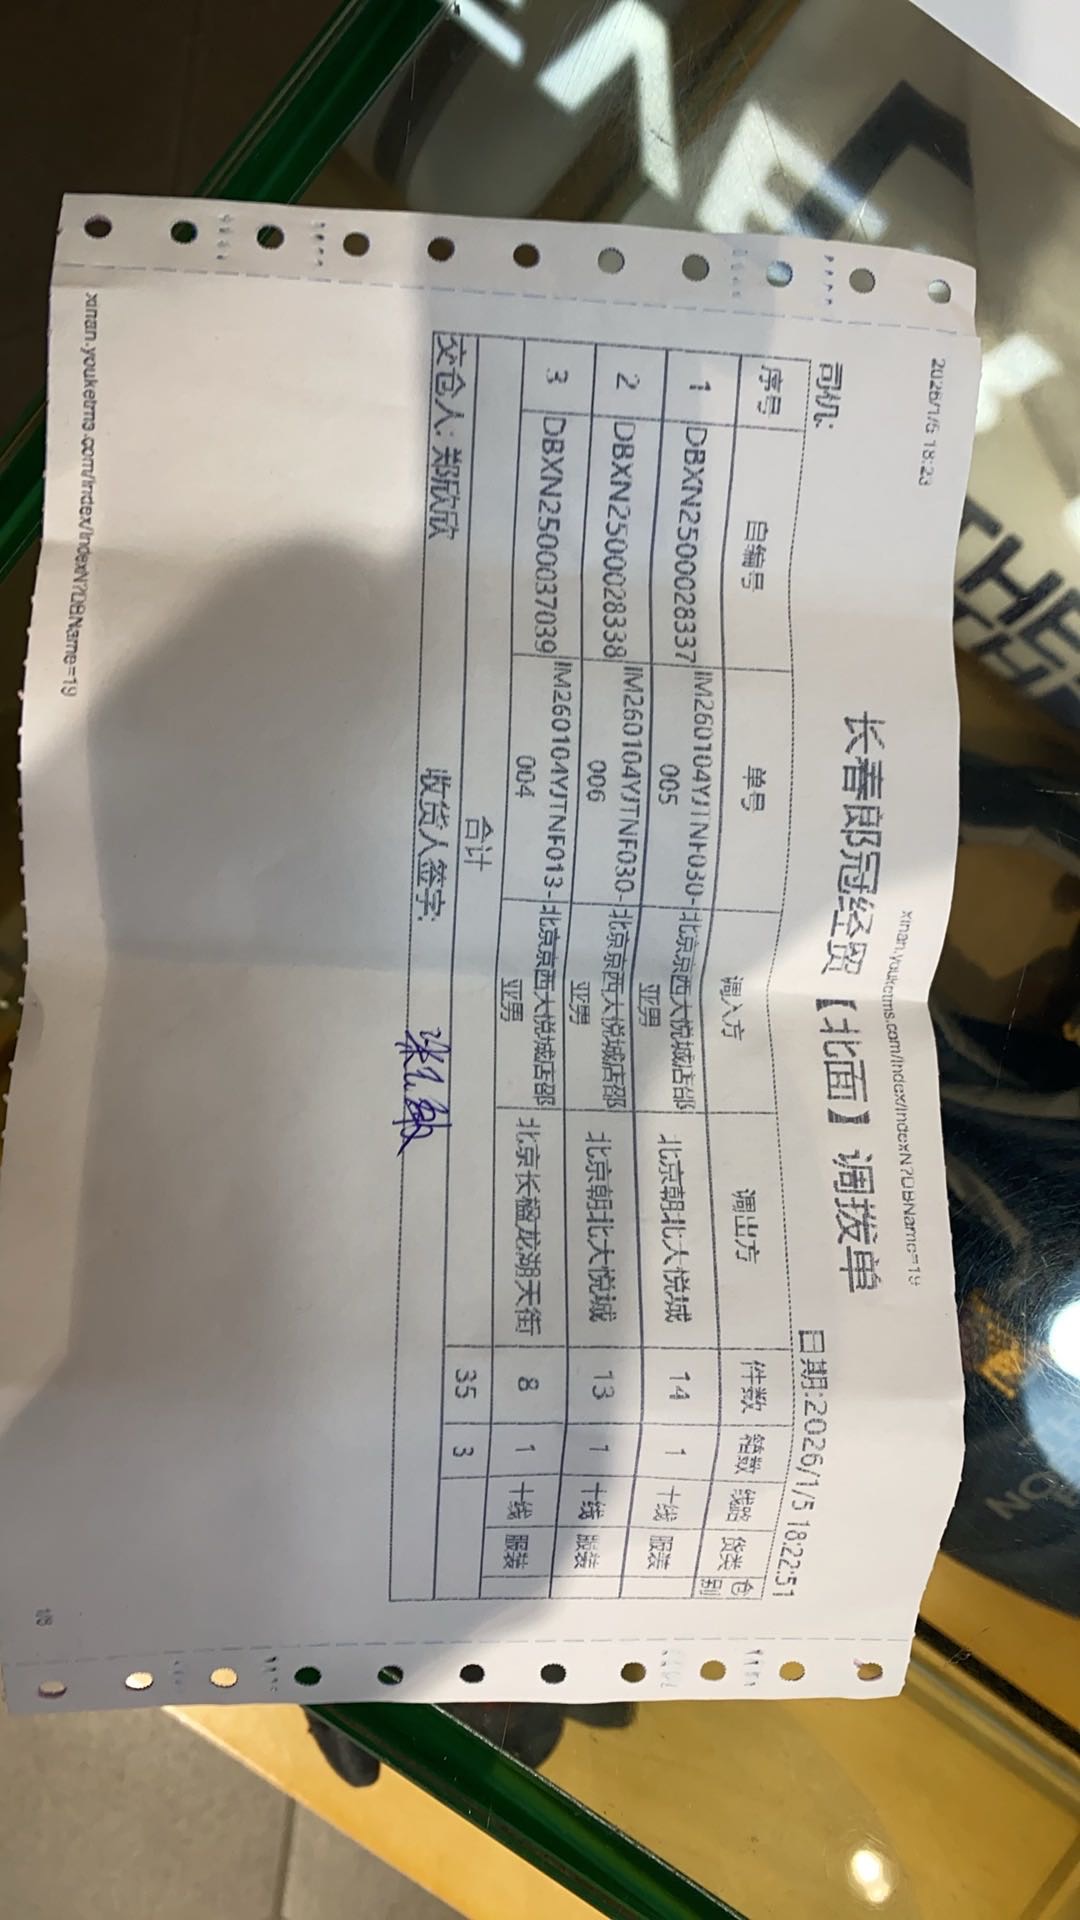 2026/1/5 18:23
xinan.youketms.com/Index/IndexN?DBName=19
长春郎冠经贸【北面】调拨单
司机:
日期:2026/1/5 18:22:51
序号 自编号 单号 调入方 调出方 件数 箱数 线路 货类 仓别
1 DBXN2500028337 IM260104YJTNF030-005 北京京西大悦城店邵亚男 北京朝北大悦城 14 1 十线 服装
2 DBXN2500028338 IM260104YJTNF030-006 北京京西大悦城店邵亚男 北京朝北大悦城 13 1 十线 服装
3 DBXN2500037039 IM260104YJTNF013-004 北京京西大悦城店邵亚男 北京长楹龙湖天街 8 1 十线 服装
合计 35 3
交仓人: 郑欣欣 收货人签字:
xinan.youketms.com/Index/IndexN?DBName=19
THE